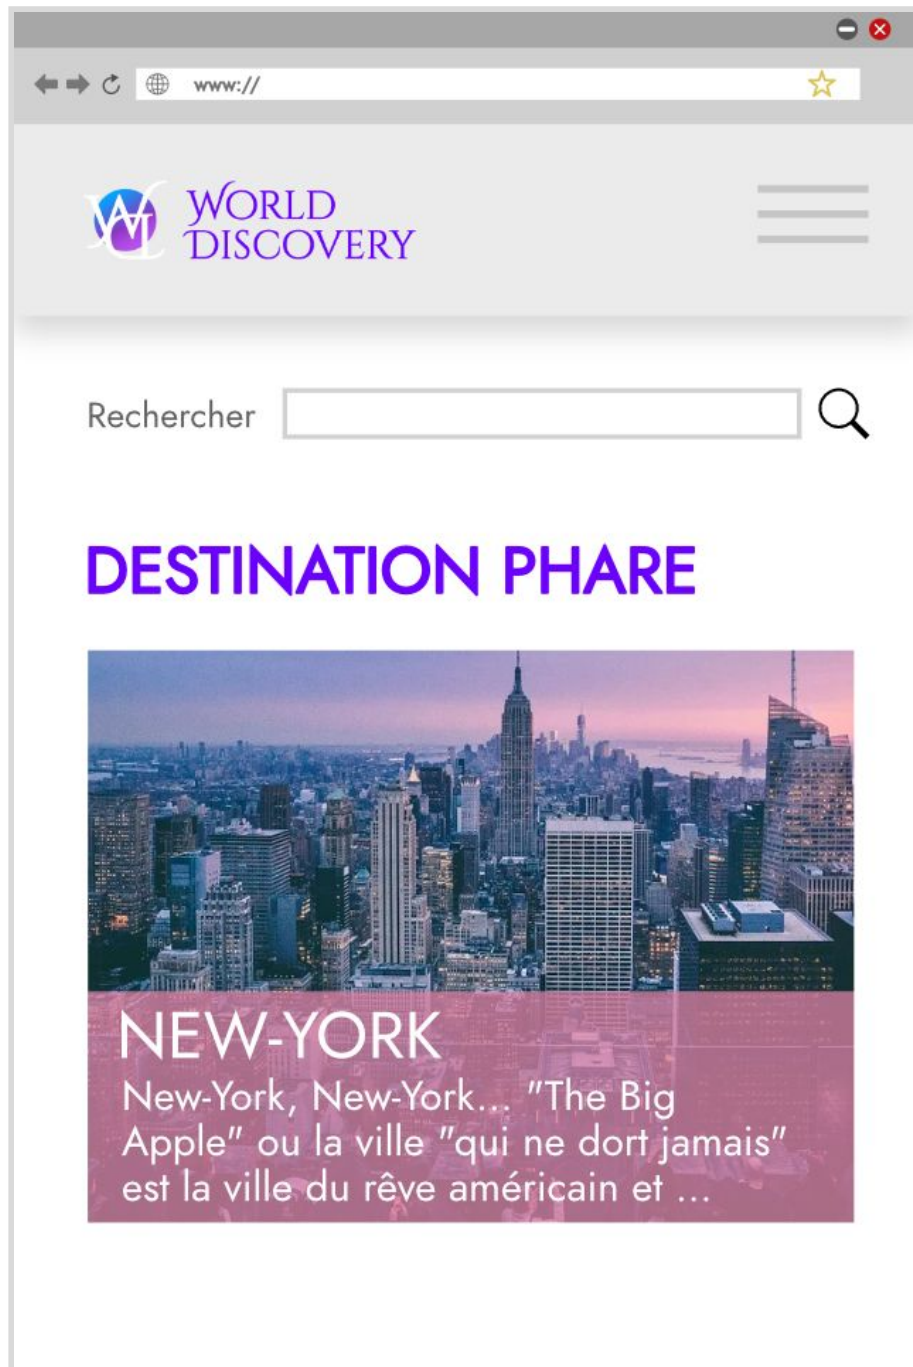 www://
WD
WORLD
DISCOVERY
Rechercher
DESTINATION PHARE
NEW-YORK
New-York, New-York... "The Big
Apple" ou la ville "qui ne dort jamais"
est la ville du rêve américain et ...